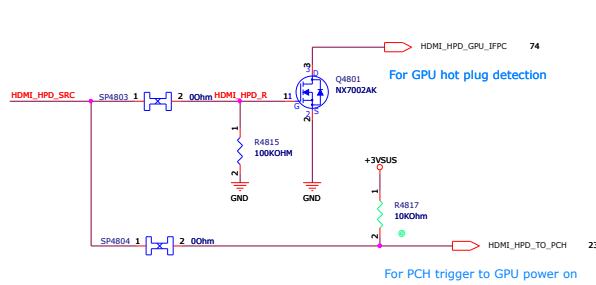 HDMI_HPD_GPU_IFPC 74
3
D
Q4801
NX7002AK
For GPU hot plug detection
HDMI_HPD_SRC
SP4803 1 2 0Ohm
HDMI_HPD_R
11
G
S
2
1
R4815
100KOHM
2
GND
GND
+3VSUS
1
R4817
10KOhm
2
SP4804 1 2 0Ohm
HDMI_HPD_TO_PCH 23
For PCH trigger to GPU power on